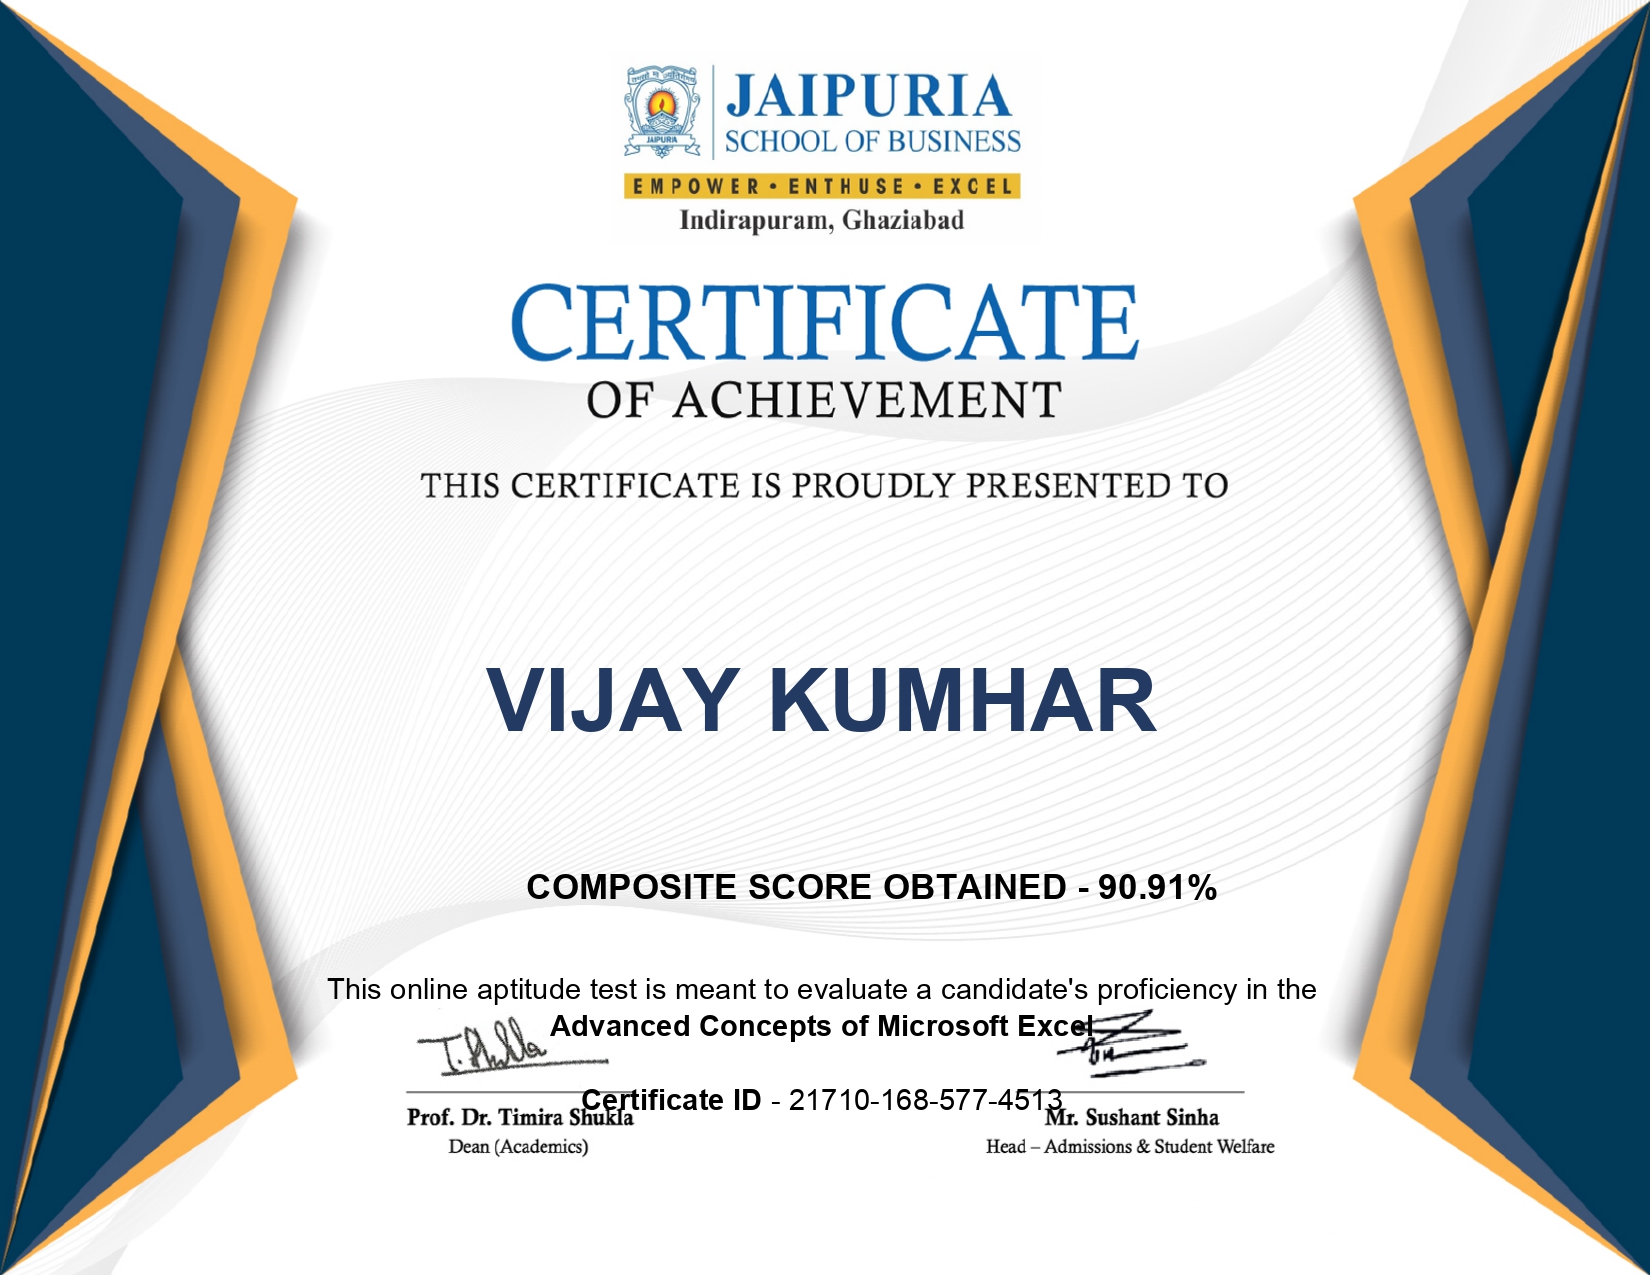 JAIPURIA
SCHOOL OF BUSINESS
JAIPURIA
EMPOWER • ENTHUSE • EXCEL
Indirapuram, Ghaziabad
CERTIFICATE
OF ACHIEVEMENT
THIS CERTIFICATE IS PROUDLY PRESENTED TO
VIJAY KUMHAR
COMPOSITE SCORE OBTAINED - 90.91%
This online aptitude test is meant to evaluate a candidate's proficiency in the
Advanced Concepts of Microsoft Excel
T. Shukla
Certificate ID - 21710-168-577-4513
Prof. Dr. Timira Shukla
Dean (Academics)
Mr. Sushant Sinha
Head – Admissions & Student Welfare